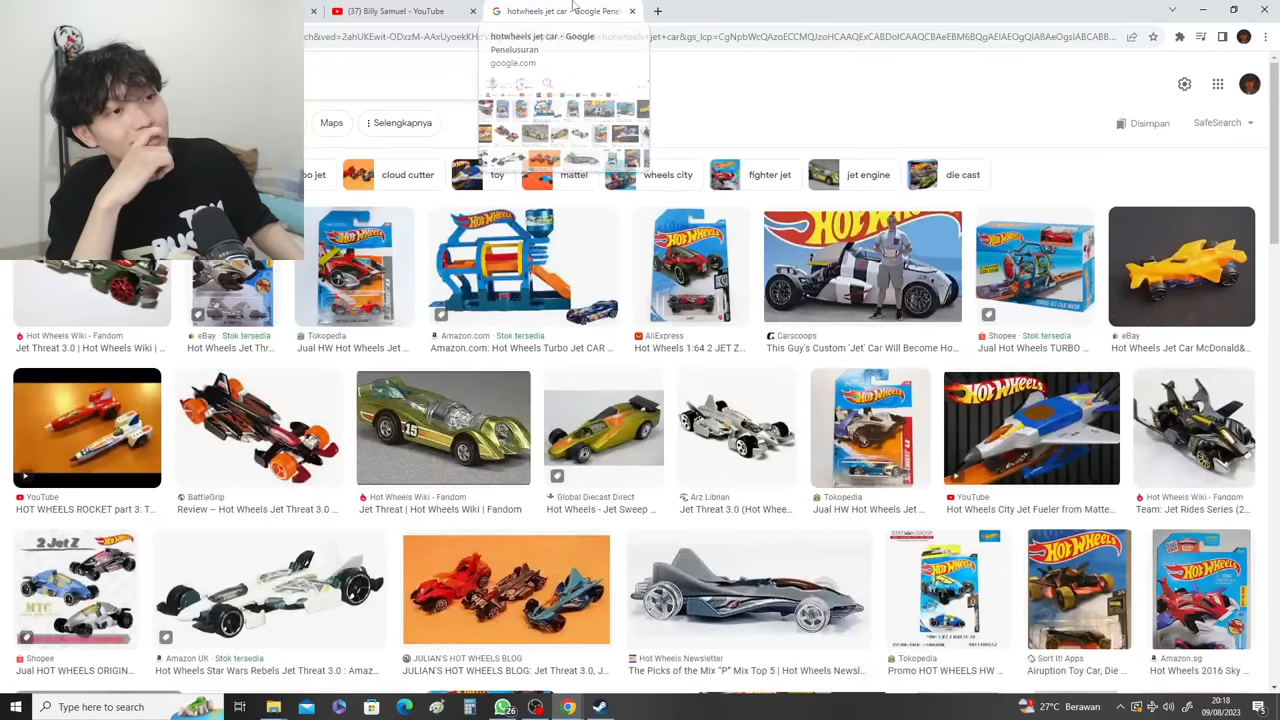 (37) Billy Samuel - YouTube
hotwheels jet car - Google Penel
hotwheels jet car - Google
Penelusuran
google.com
Maps
Selengkapnya
Disimpan
SafeSearch
bo jet
cloud cutter
toy
mattel
wheels city
fighter jet
jet engine
die cast
Hot Wheels Wiki - Fandom
Jet Threat 3.0 | Hot Wheels Wiki | ...
eBay · Stok tersedia
Hot Wheels Jet Thr...
Tokopedia
Jual HW Hot Wheels Jet ...
Amazon.com · Stok tersedia
Amazon.com: Hot Wheels Turbo Jet CAR ...
AliExpress
Hot Wheels 1:64 2 JET Z...
Carscoops
This Guy's Custom 'Jet' Car Will Become Ho...
Shopee · Stok tersedia
Jual Hot Wheels TURBO ...
eBay
Hot Wheels Jet Car McDonald&...
YouTube
HOT WHEELS ROCKET part 3: T...
BattleGrip
Review – Hot Wheels Jet Threat 3.0 ...
Hot Wheels Wiki - Fandom
Jet Threat | Hot Wheels Wiki | Fandom
Global Diecast Direct
Hot Wheels - Jet Sweep ...
Arz Libnan
Jet Threat 3.0 (Hot Whee...
Tokopedia
Jual HW Hot Wheels Jet ...
YouTube
Hot Wheels City Jet Fueler from Matte...
Hot Wheels Wiki - Fandom
Team: Jet Rides Series (2...
2 Jet Z
MTC
Shopee
Jual HOT WHEELS ORIGIN...
Amazon UK · Stok tersedia
Hot Wheels Star Wars Rebels Jet Threat 3.0 : Amaz...
JULIAN'S HOT WHEELS BLOG
JULIAN'S HOT WHEELS BLOG: Jet Threat 3.0, J...
Hot Wheels Newsletter
The Picks of the Mix “P” Mix Top 5 | Hot Wheels Newsl...
Tokopedia
Promo HOT WHEELS HW ...
Sort It! Apps
Airuption Toy Car, Die ...
Amazon.sg
Hot Wheels 2016 Sky ...
Type here to search
26
1
27°C Berawan
20:18
09/08/2023
5